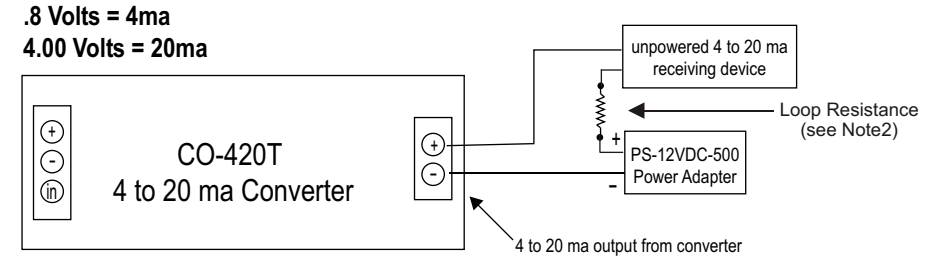 .8 Volts = 4ma
4.00 Volts = 20ma
unpowered 4 to 20 ma
receiving device
Loop Resistance
(see Note2)
+
-
in
CO-420T
4 to 20 ma Converter
+
-
+
PS-12VDC-500
Power Adapter
-
4 to 20 ma output from converter